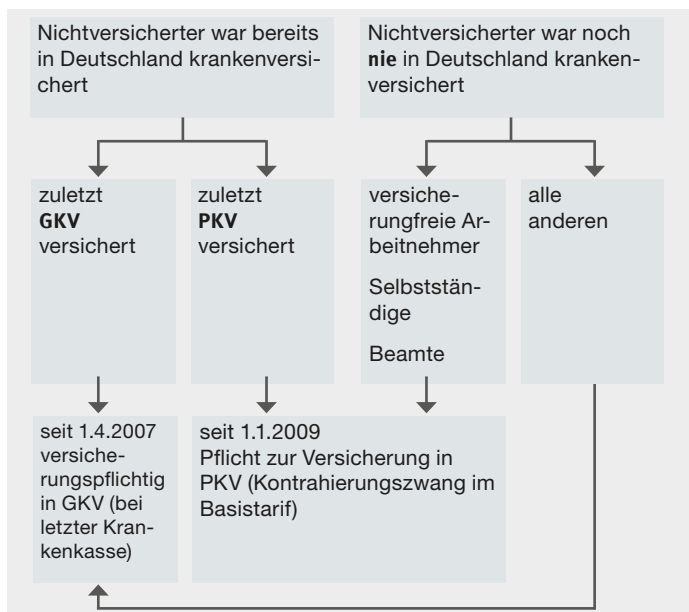 Nichtversicherter war bereits
in Deutschland krankenversi-
chert
Nichtversicherter war noch
nie in Deutschland kranken-
versichert
zuletzt
GKV
versichert
zuletzt
PKV
versichert
versiche-
rungfreie Ar-
beitnehmer
Selbststän-
dige
Beamte
alle
anderen
seit 1.4.2007
versiche-
rungspflichtig
in GKV (bei
letzter Kran-
kenkasse)
seit 1.1.2009
Pflicht zur Versicherung in
PKV (Kontrahierungszwang im
Basistarif)